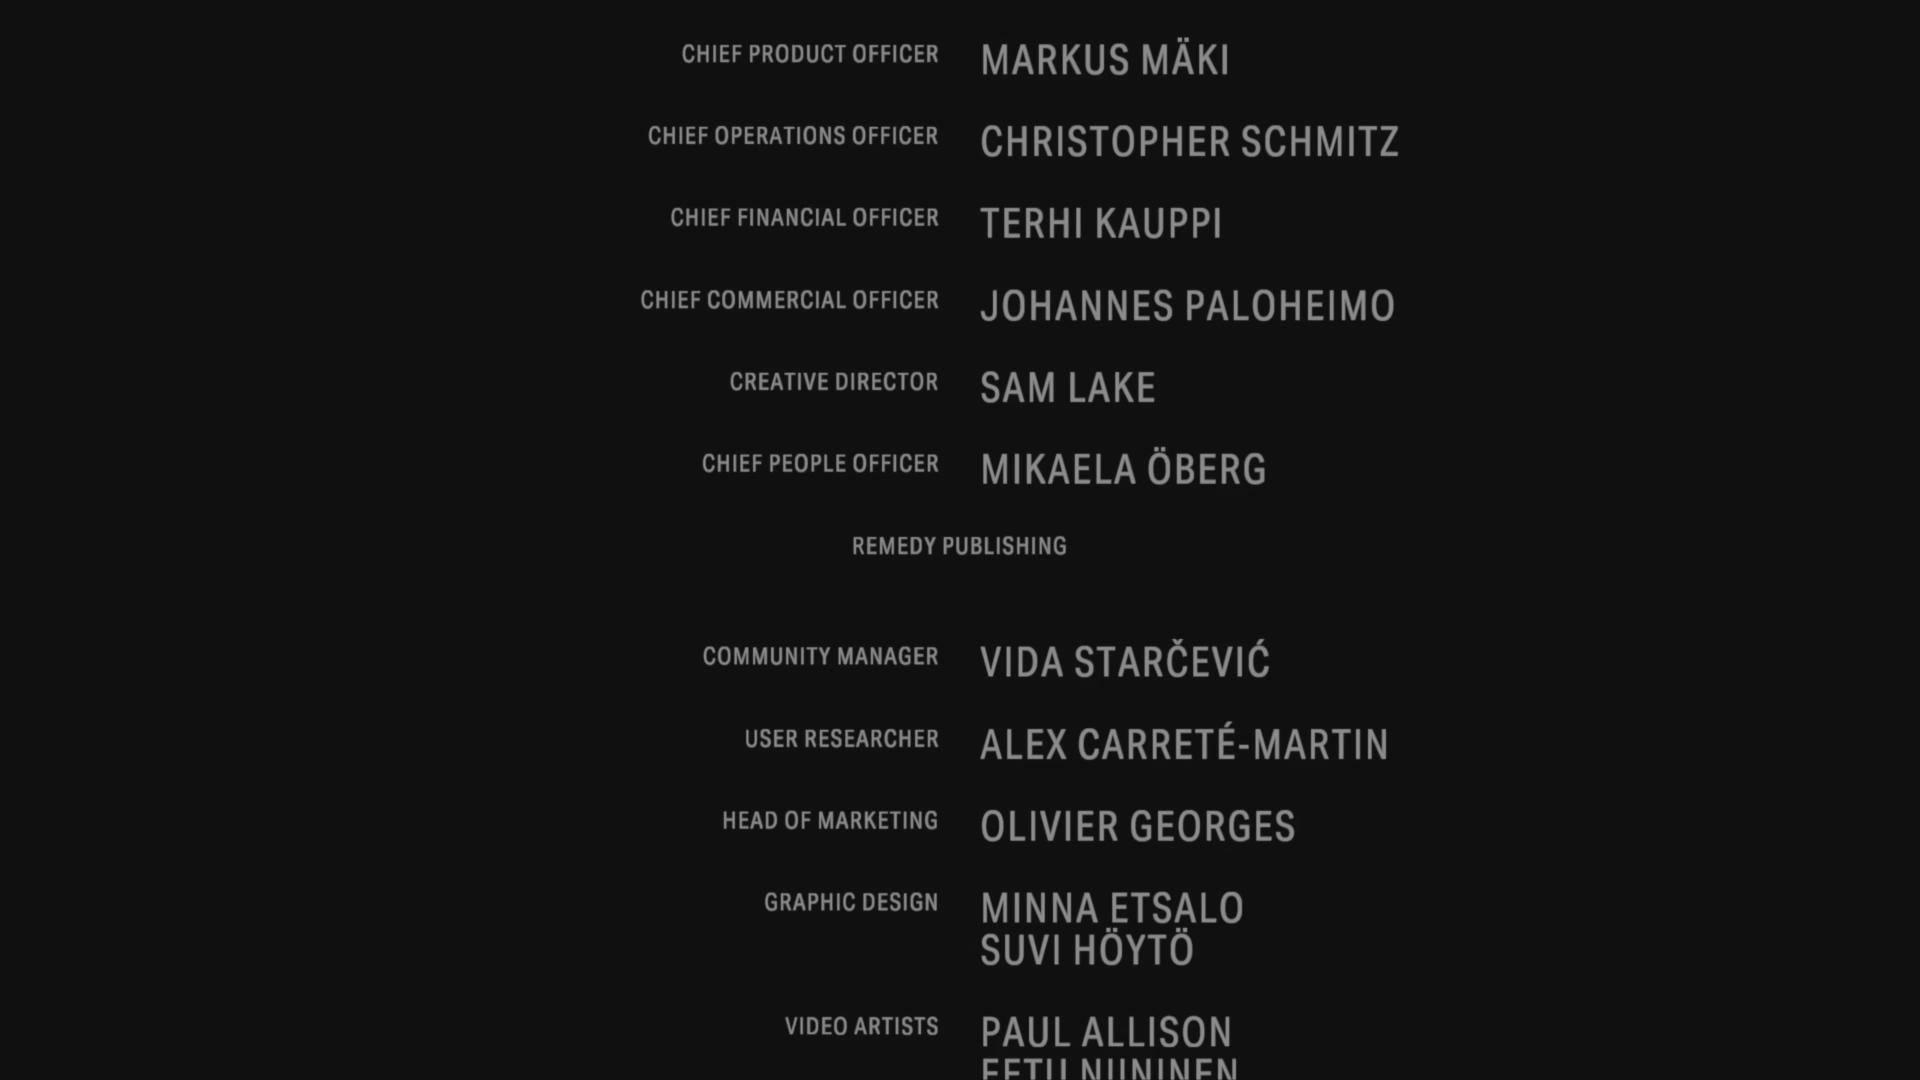 CHIEF PRODUCT OFFICER MARKUS MÄKI
CHIEF OPERATIONS OFFICER CHRISTOPHER SCHMITZ
CHIEF FINANCIAL OFFICER TERHI KAUPPI
CHIEF COMMERCIAL OFFICER JOHANNES PALOHEIMO
CREATIVE DIRECTOR SAM LAKE
CHIEF PEOPLE OFFICER MIKAELA ÖBERG
REMEDY PUBLISHING
COMMUNITY MANAGER VIDA STARČEVIĆ
USER RESEARCHER ALEX CARRETÉ-MARTIN
HEAD OF MARKETING OLIVIER GEORGES
GRAPHIC DESIGN MINNA ETSALO
SUVI HÖYTÖ
VIDEO ARTISTS PAUL ALLISON